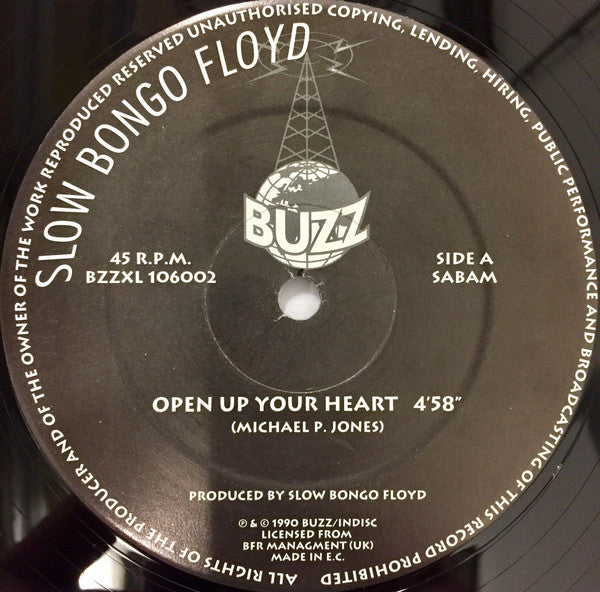 ALL RIGHTS OF THE PRODUCER AND OF THE OWNER OF THE WORK REPRODUCED RESERVED UNAUTHORISED COPYING, LENDING, HIRING, PUBLIC PERFORMANCE AND BROADCASTING OF THIS RECORD PROHIBITED
SLOW BONGO FLOYD
BUZZ
45 R.P.M.
BZZXL 106002
SIDE A
SABAM
OPEN UP YOUR HEART 4'58"
(MICHAEL P. JONES)
PRODUCED BY SLOW BONGO FLOYD
℗ & © 1990 BUZZ/INDISC
LICENSED FROM
BFR MANAGMENT (UK)
MADE IN E.C.